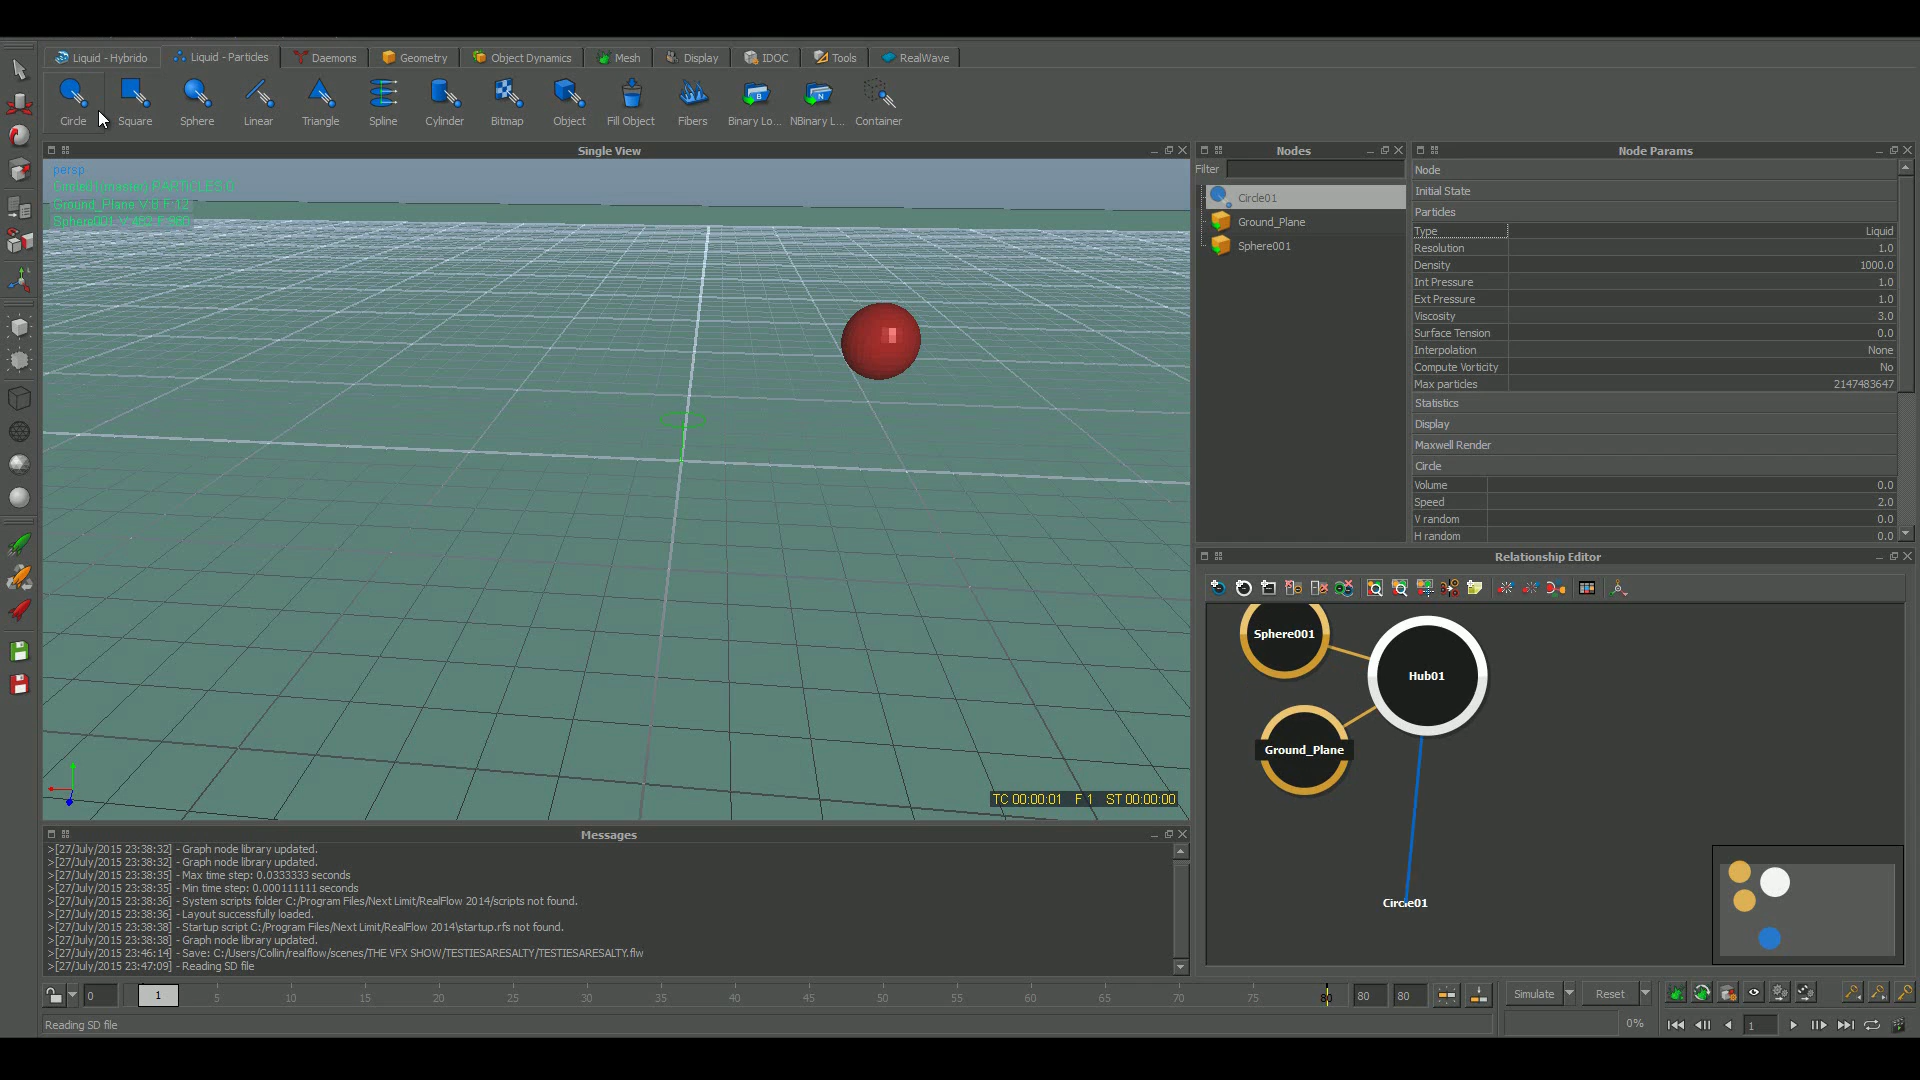 Liquid - Hybrido
Liquid - Particles
Daemons
Geometry
Object Dynamics
Mesh
Display
IDOC
Tools
RealWave
Circle
Square
Sphere
Linear
Triangle
Spline
Cylinder
Bitmap
Object
Fill Object
Fibers
Binary Lo...
NBinary L...
Container
Single View
persp
Ground_Plane V:8 F:12
Nodes
Filter
Circle01
Ground_Plane
Sphere001
Node Params
Node
Initial State
Particles
Type Liquid
Resolution 1.0
Density 1000.0
Int Pressure 1.0
Ext Pressure 1.0
Viscosity 3.0
Surface Tension 0.0
Interpolation None
Compute Vorticity No
Max particles 2147483647
Statistics
Display
Maxwell Render
Circle
Volume 0.0
Speed 2.0
V random 0.0
H random 0.0
TC 00:00:01 F 1 ST 00:00:00
Relationship Editor
Sphere001
Hub01
Ground_Plane
Circle01
Messages
>[27/July/2015 23:38:32] - Graph node library updated.
>[27/July/2015 23:38:32] - Graph node library updated.
>[27/July/2015 23:38:35] - Max time step: 0.0333333 seconds
>[27/July/2015 23:38:35] - Min time step: 0.000111111 seconds
>[27/July/2015 23:38:36] - System scripts folder C:/Program Files/Next Limit/RealFlow 2014/scripts not found.
>[27/July/2015 23:38:36] - Layout successfully loaded.
>[27/July/2015 23:38:38] - Startup script C:/Program Files/Next Limit/RealFlow 2014\startup.rfs not found.
>[27/July/2015 23:38:38] - Graph node library updated.
>[27/July/2015 23:46:14] - Save: C:/Users/Collin/realflow/scenes/THE VFX SHOW/TESTIESARESALTY/TESTIESARESALTY.flw
>[27/July/2015 23:47:09] - Reading SD file
0 1 5 10 15 20 25 30 35 40 45 50 55 60 65 70 75 80 80 80
Simulate
Reset
Reading SD file
0%
1